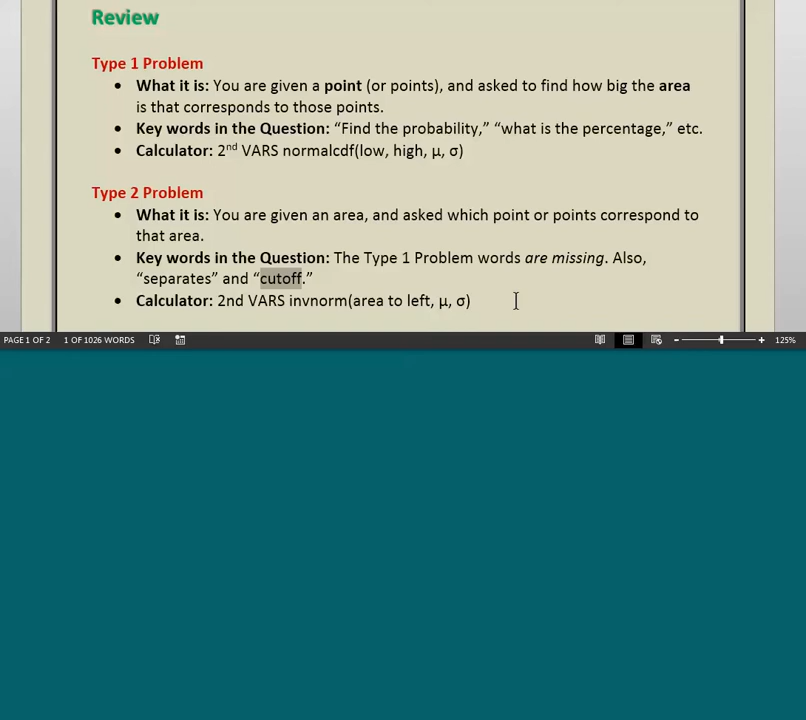 Review
Type 1 Problem
• What it is: You are given a point (or points), and asked to find how big the area
is that corresponds to those points.
• Key words in the Question: “Find the probability,” “what is the percentage,” etc.
• Calculator: 2nd VARS normalcdf(low, high, μ, σ)
Type 2 Problem
• What it is: You are given an area, and asked which point or points correspond to
that area.
• Key words in the Question: The Type 1 Problem words are missing. Also,
“separates” and “cutoff.”
• Calculator: 2nd VARS invnorm(area to left, μ, σ)
PAGE 1 OF 2 1 OF 1026 WORDS 125%